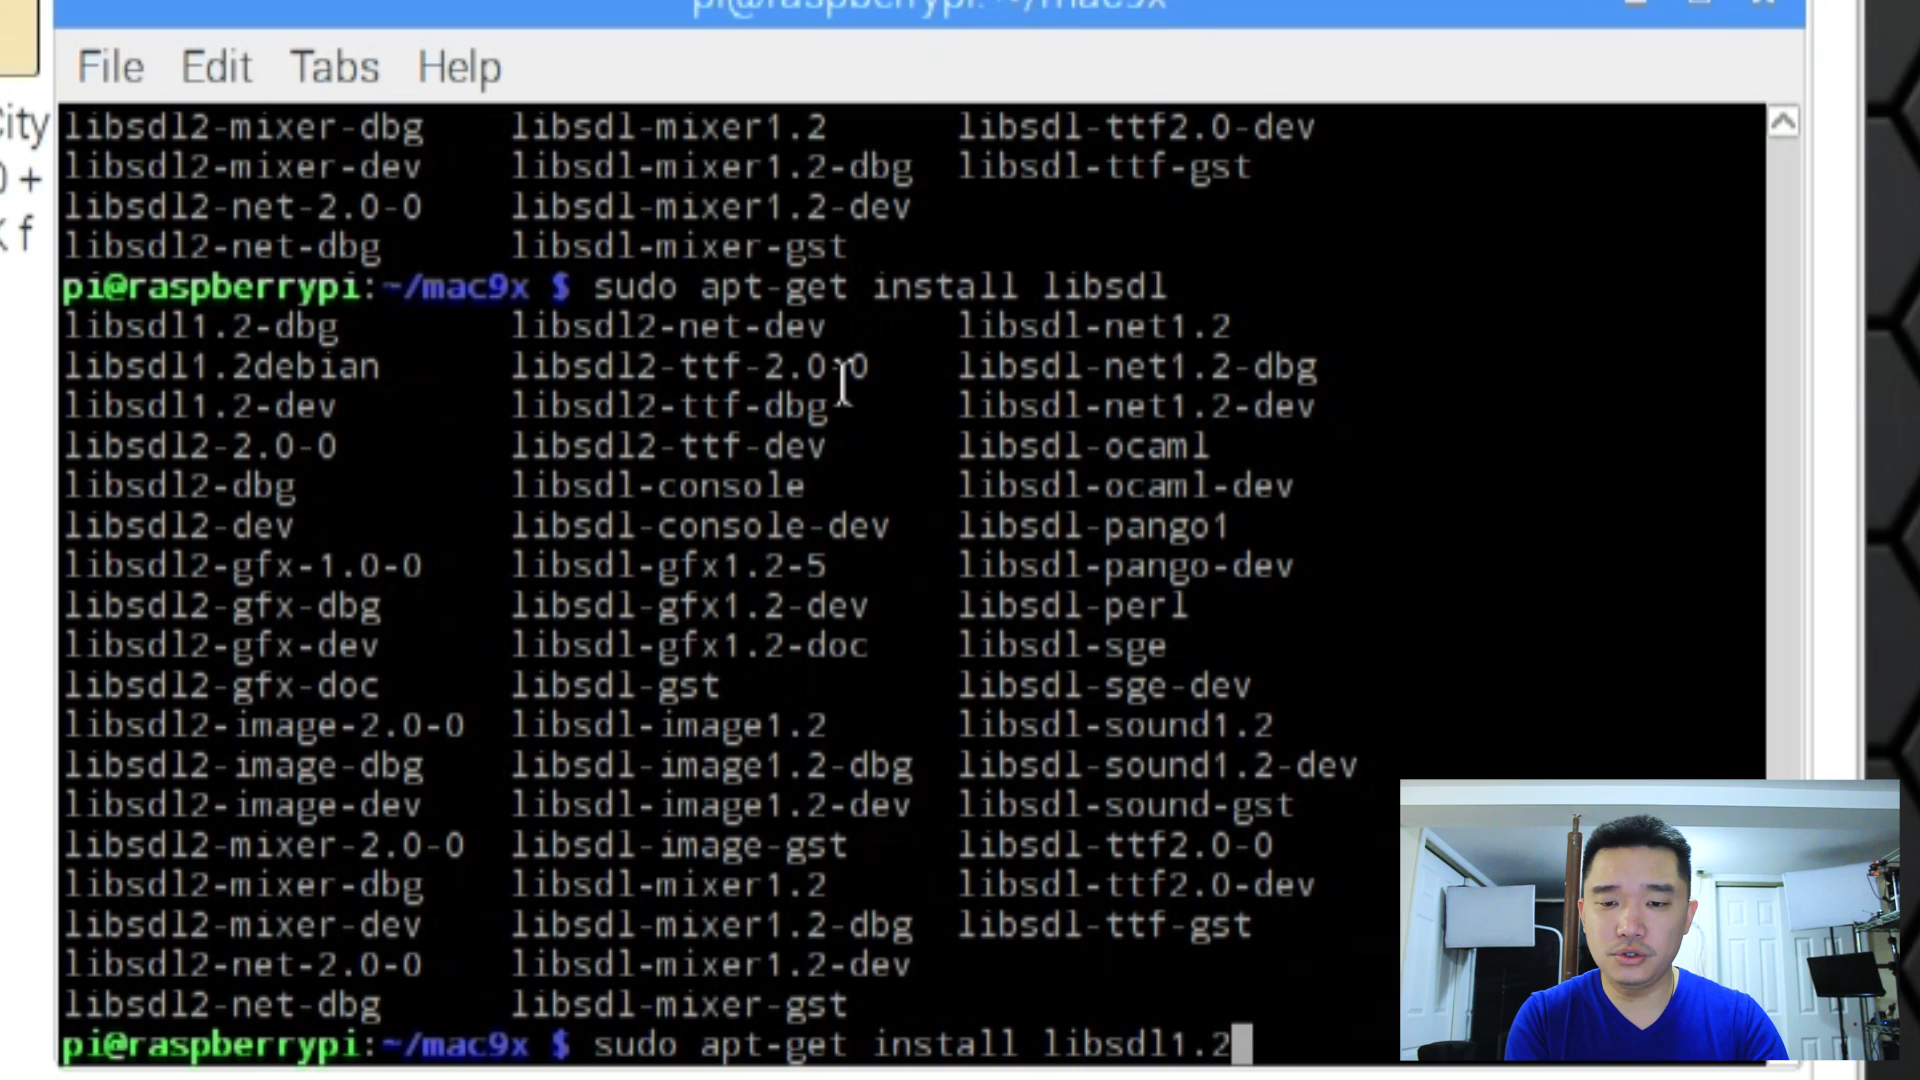 pi@raspberrypi: ~/mac9x
File Edit Tabs Help
City
0 +
K f
libsdl2-mixer-dbg libsdl-mixer1.2 libsdl-ttf2.0-dev
libsdl2-mixer-dev libsdl-mixer1.2-dbg libsdl-ttf-gst
libsdl2-net-2.0-0 libsdl-mixer1.2-dev
libsdl2-net-dbg libsdl-mixer-gst
pi@raspberrypi:~/mac9x $ sudo apt-get install libsdl
libsdl1.2-dbg libsdl2-net-dev libsdl-net1.2
libsdl1.2debian libsdl2-ttf-2.0-0 libsdl-net1.2-dbg
libsdl1.2-dev libsdl2-ttf-dbg libsdl-net1.2-dev
libsdl2-2.0-0 libsdl2-ttf-dev libsdl-ocaml
libsdl2-dbg libsdl-console libsdl-ocaml-dev
libsdl2-dev libsdl-console-dev libsdl-pango1
libsdl2-gfx-1.0-0 libsdl-gfx1.2-5 libsdl-pango-dev
libsdl2-gfx-dbg libsdl-gfx1.2-dev libsdl-perl
libsdl2-gfx-dev libsdl-gfx1.2-doc libsdl-sge
libsdl2-gfx-doc libsdl-gst libsdl-sge-dev
libsdl2-image-2.0-0 libsdl-image1.2 libsdl-sound1.2
libsdl2-image-dbg libsdl-image1.2-dbg libsdl-sound1.2-dev
libsdl2-image-dev libsdl-image1.2-dev libsdl-sound-gst
libsdl2-mixer-2.0-0 libsdl-image-gst libsdl-ttf2.0-0
libsdl2-mixer-dbg libsdl-mixer1.2 libsdl-ttf2.0-dev
libsdl2-mixer-dev libsdl-mixer1.2-dbg libsdl-ttf-gst
libsdl2-net-2.0-0 libsdl-mixer1.2-dev
libsdl2-net-dbg libsdl-mixer-gst
pi@raspberrypi:~/mac9x $ sudo apt-get install libsdl1.2